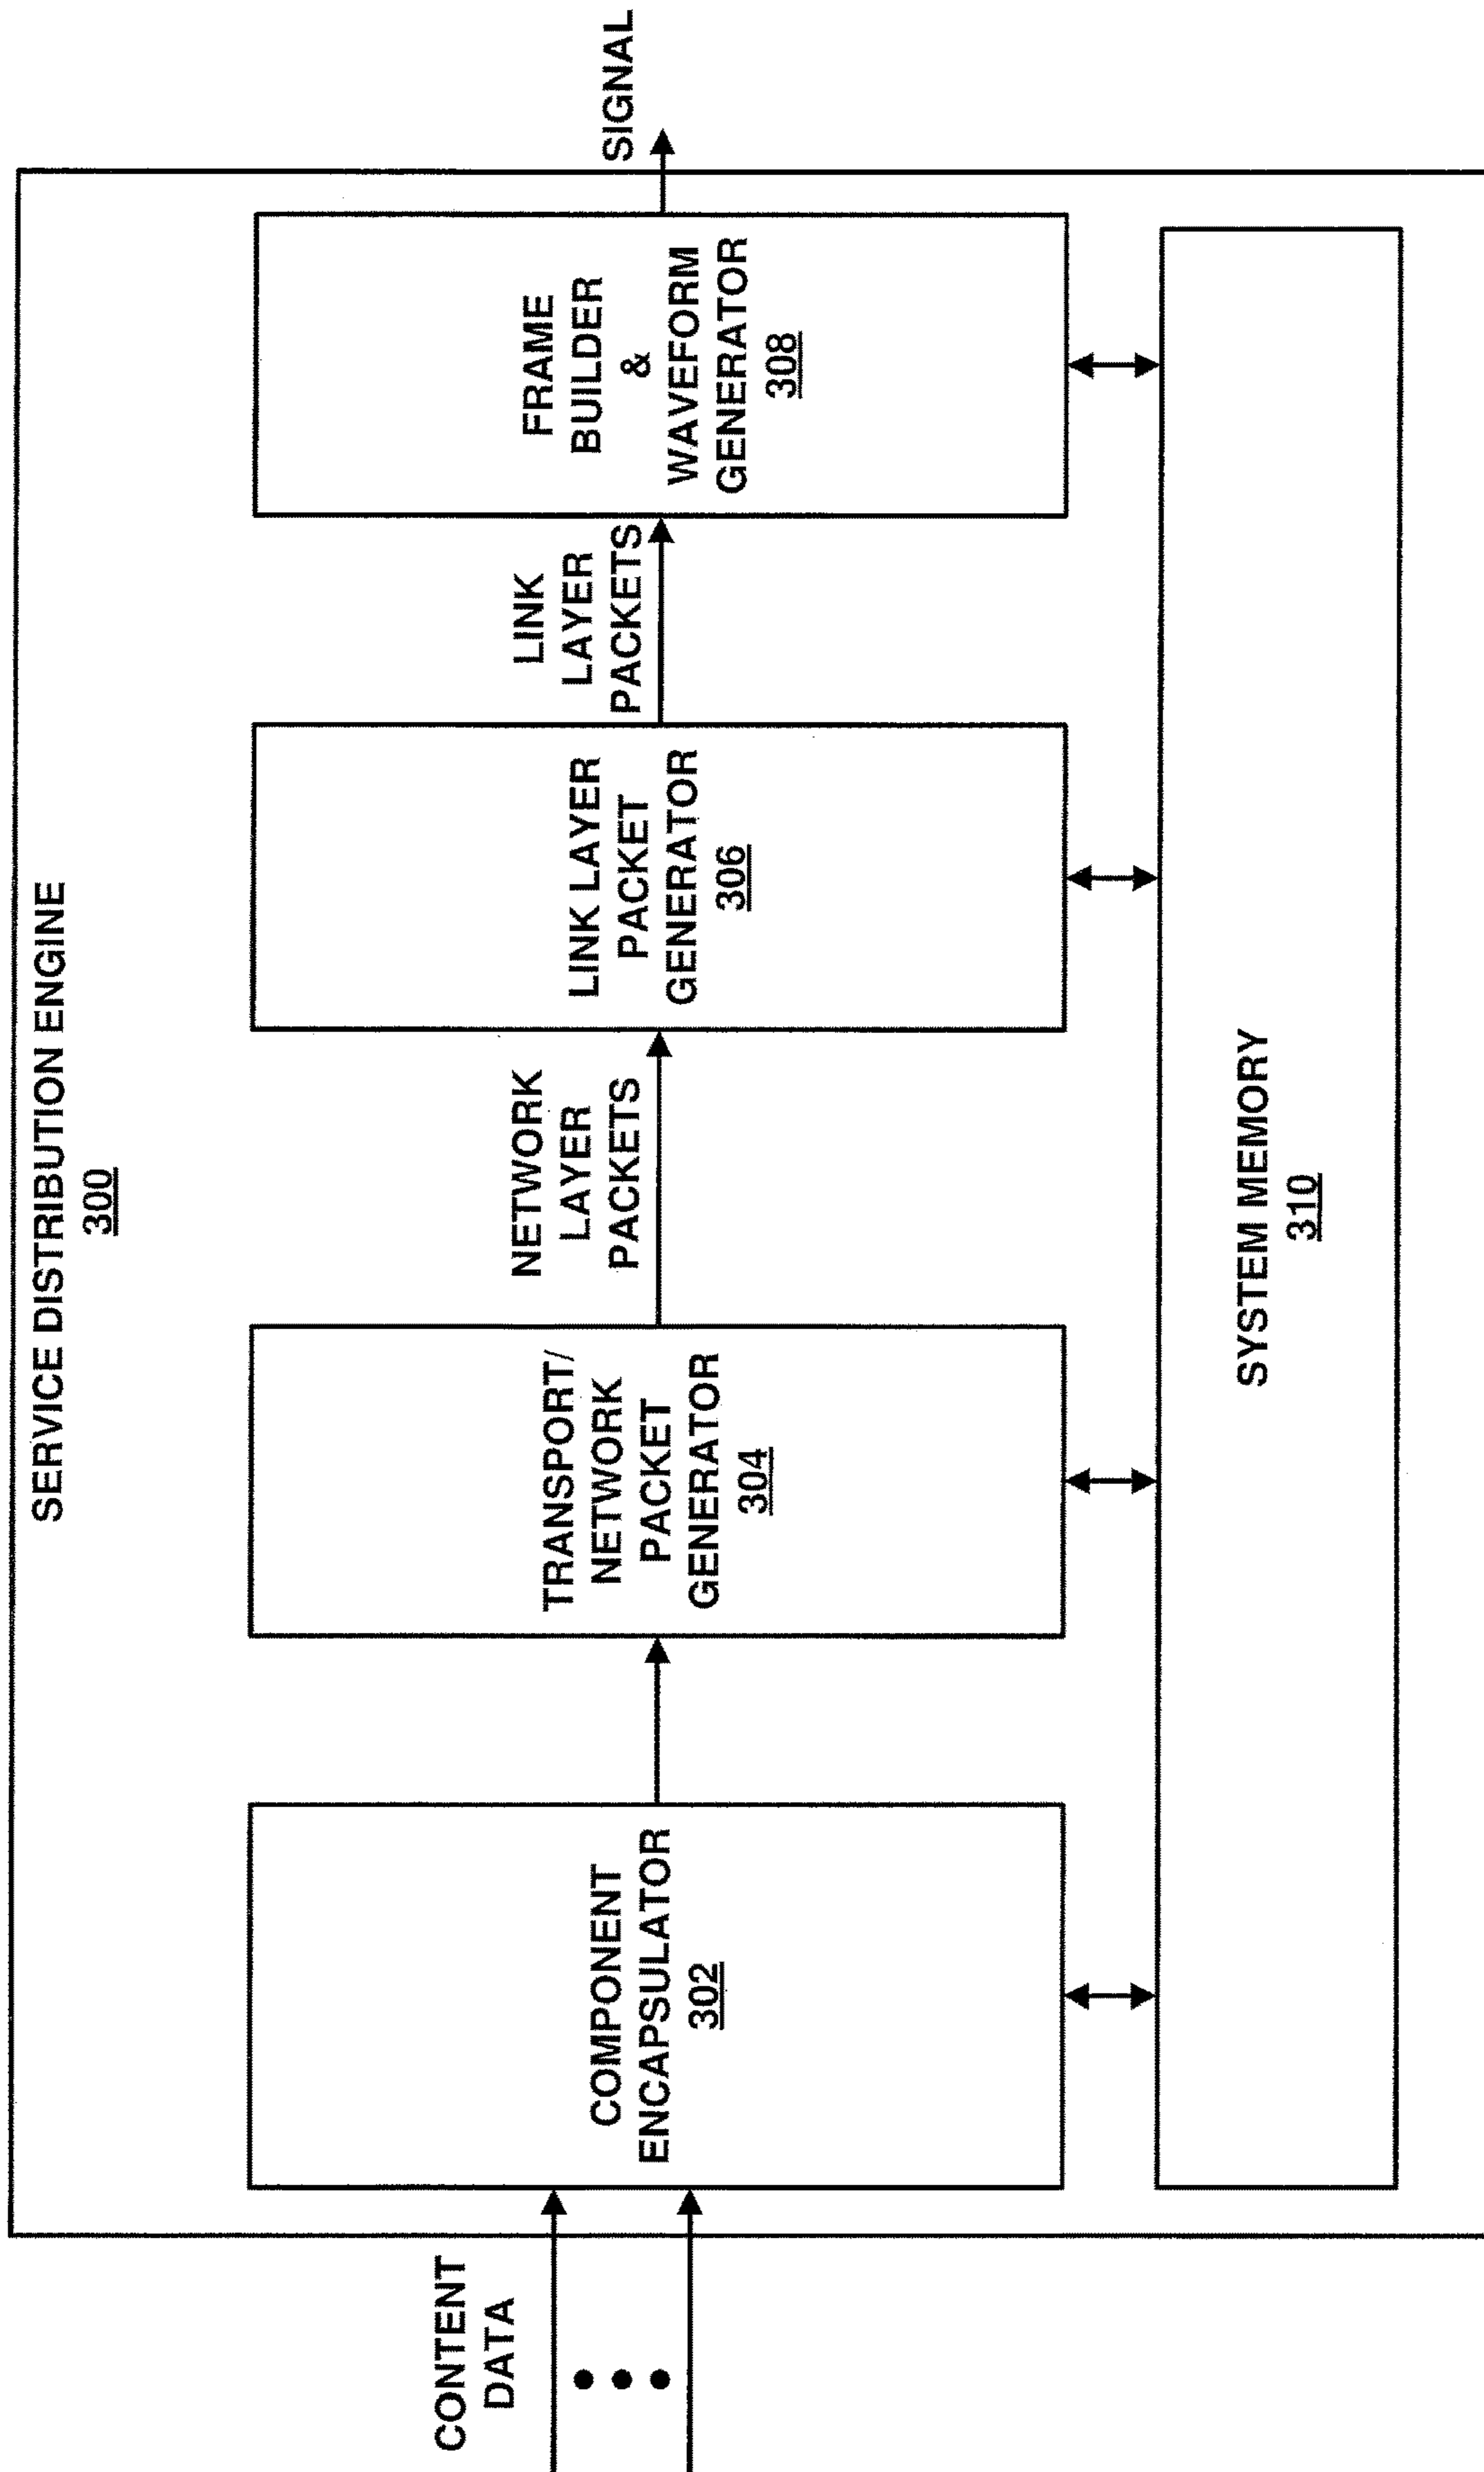 SERVICE DISTRIBUTION ENGINE
300
CONTENT
DATA
COMPONENT
ENCAPSULATOR
302
TRANSPORT/
NETWORK
PACKET
GENERATOR
304
NETWORK
LAYER
PACKETS
LINK LAYER
PACKET
GENERATOR
306
LINK
LAYER
PACKETS
FRAME
BUILDER
&
WAVEFORM
GENERATOR
308
SIGNAL
SYSTEM MEMORY
310